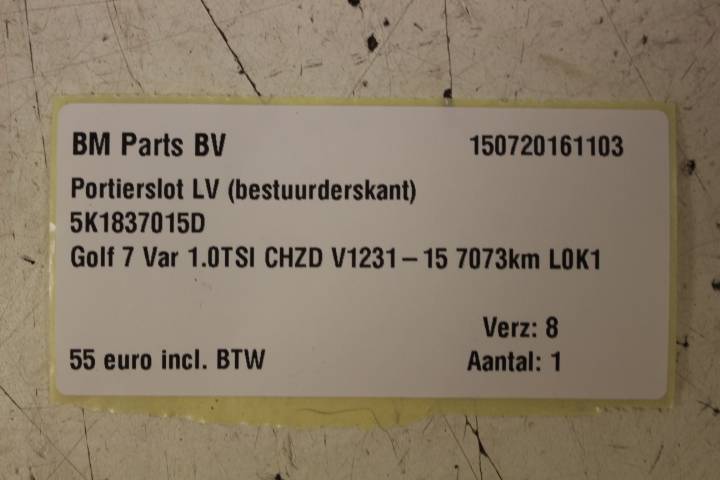 BM Parts BV 150720161103
Portierslot LV (bestuurderskant)
5K1837015D
Golf 7 Var 1.0TSI CHZD V1231-15 7073km L0K1
Verz: 8
55 euro incl. BTW Aantal: 1